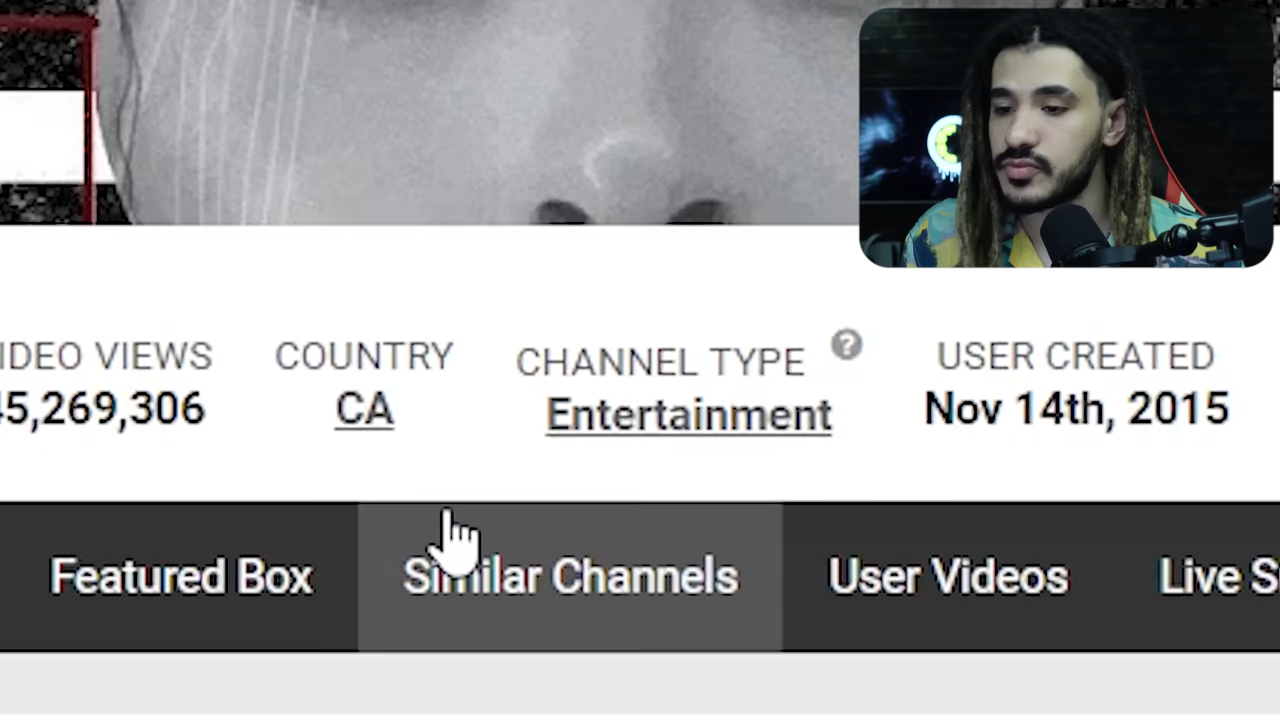 IDEO VIEWS COUNTRY CHANNEL TYPE ? USER CREATED
45,269,306 CA Entertainment Nov 14th, 2015
Featured Box Similar Channels User Videos Live S